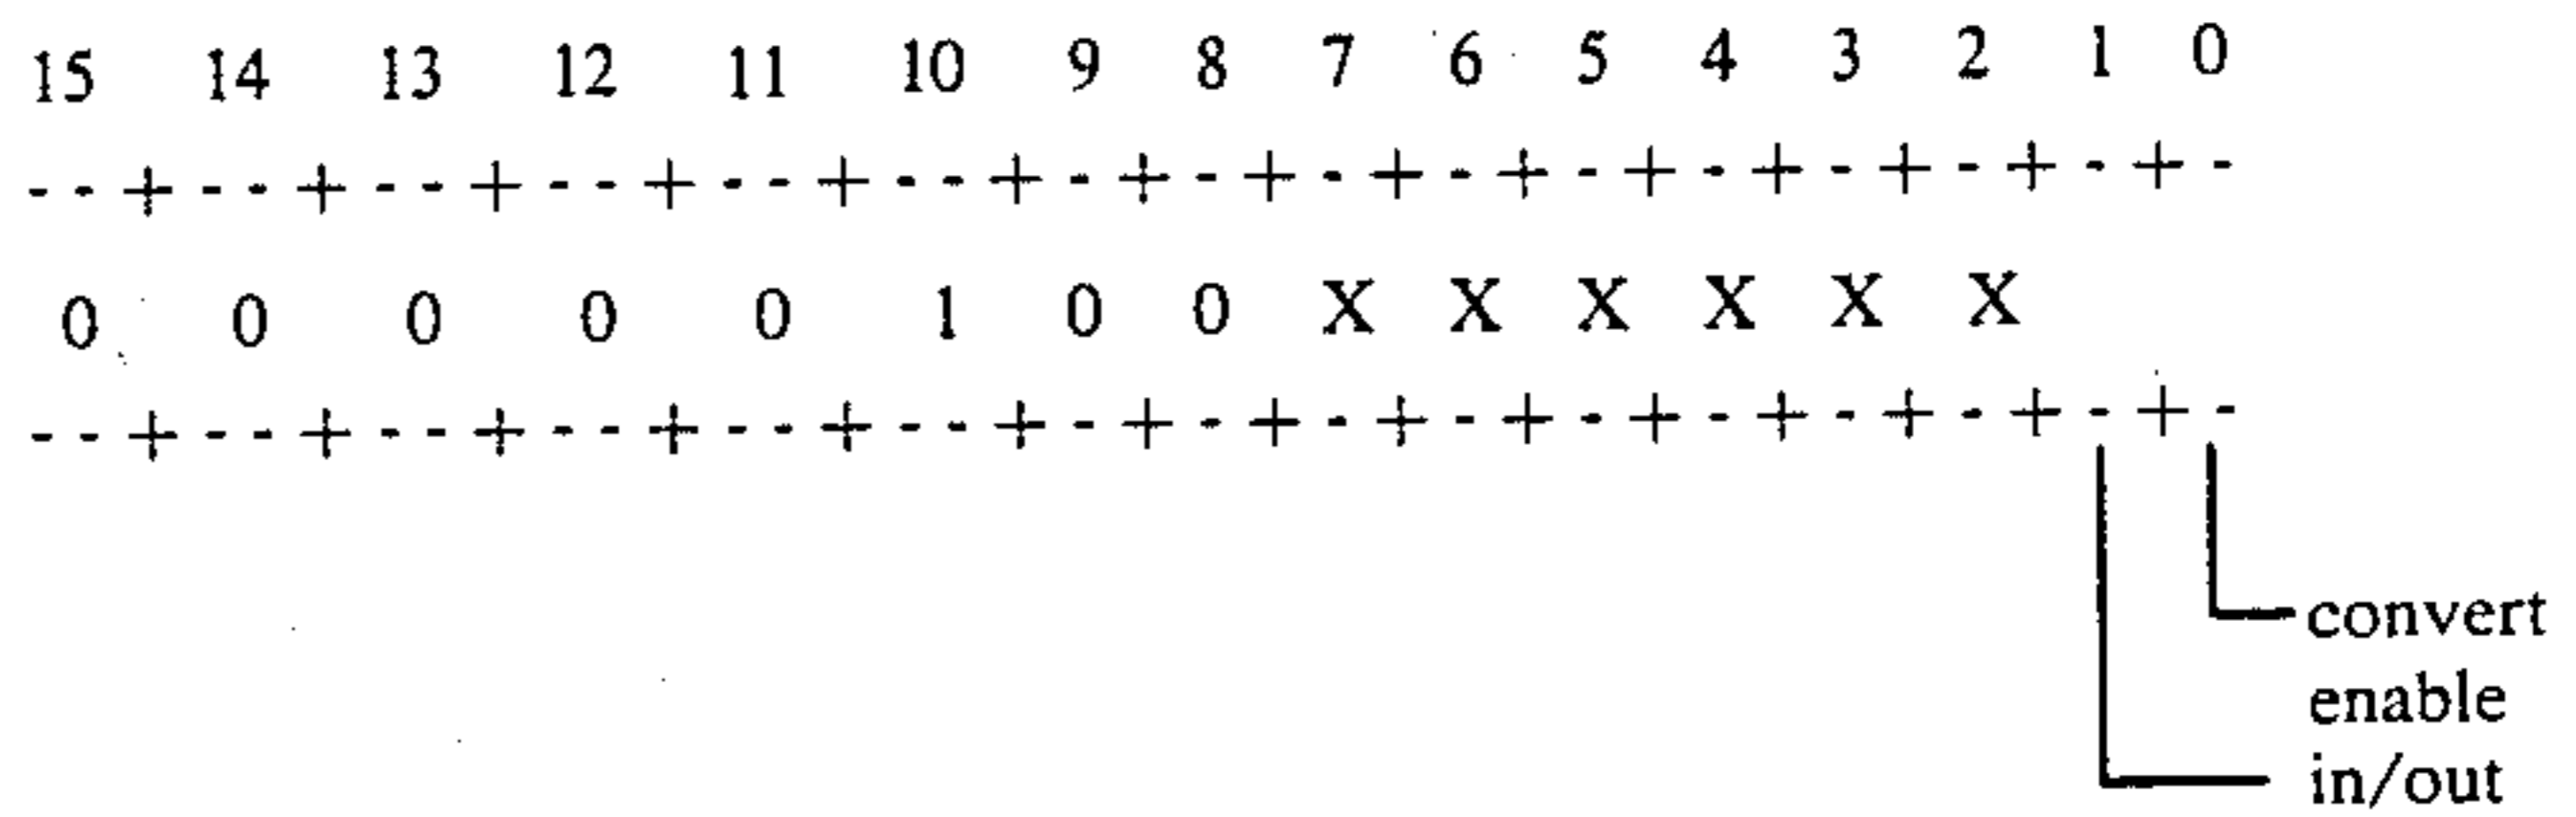 15 14 13 12 11 10 9 8 7 6 5 4 3 2 1 0
--+--+--+--+--+--+-+-+-+-+-+-+-+-+-+-
0 0 0 0 0 1 0 0 X X X X X X
--+--+--+--+--+--+-+-+-+-+-+-+-+-+-+-
convert
enable
in/out